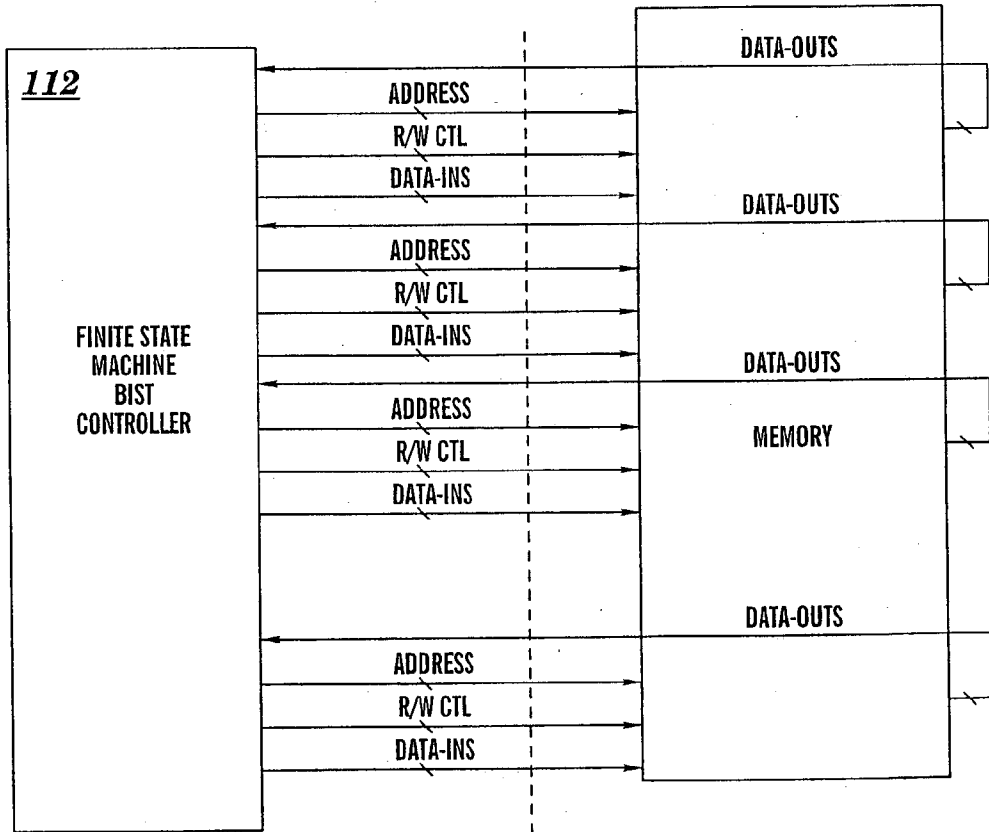 112
DATA-OUTS
ADDRESS
R/W CTL
DATA-INS
DATA-OUTS
ADDRESS
R/W CTL
DATA-INS
FINITE STATE
MACHINE
BIST
CONTROLLER
DATA-OUTS
ADDRESS
R/W CTL
DATA-INS
MEMORY
DATA-OUTS
ADDRESS
R/W CTL
DATA-INS